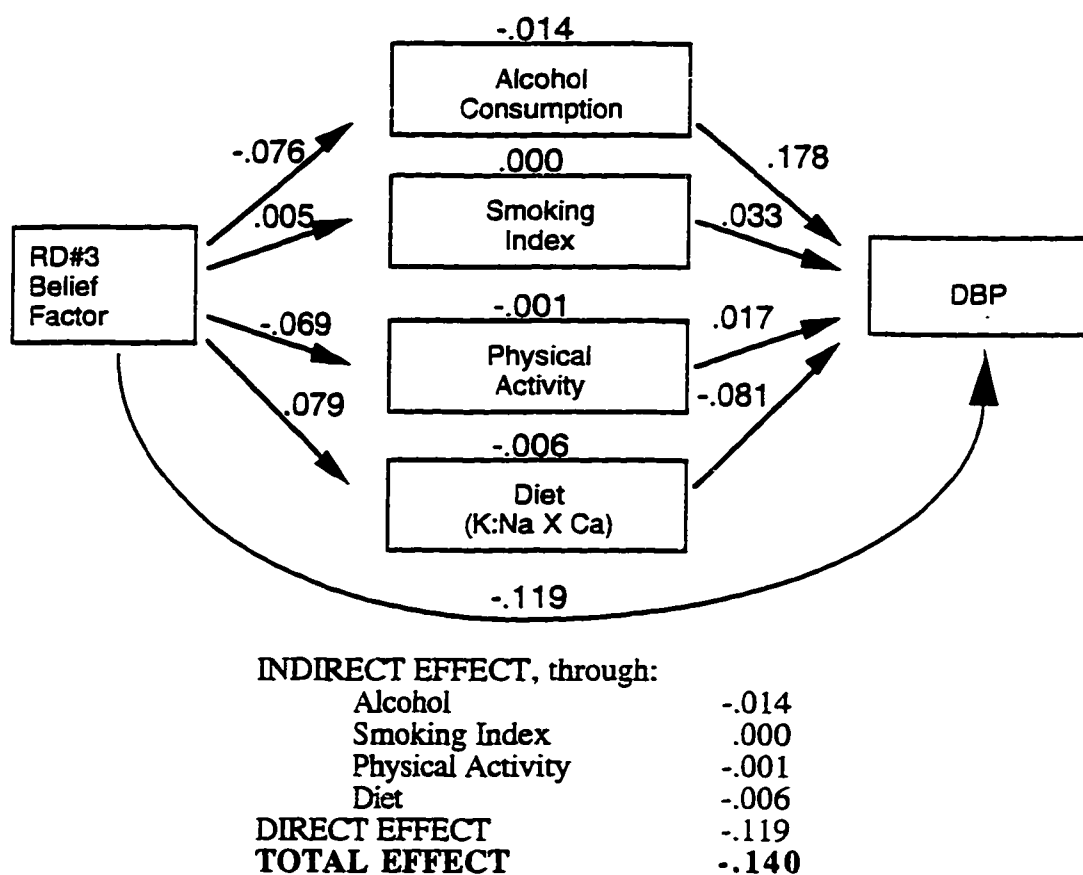 -.014
Alcohol
Consumption
-.076
.178
.000
Smoking
Index
.005
.033
RD#3
Belief
Factor
DBP
-.001
Physical
Activity
-.069
.017
.079
-.081
-.006
Diet
(K:Na X Ca)
-.119
INDIRECT EFFECT, through:
Alcohol -.014
Smoking Index .000
Physical Activity -.001
Diet -.006
DIRECT EFFECT -.119
TOTAL EFFECT -.140